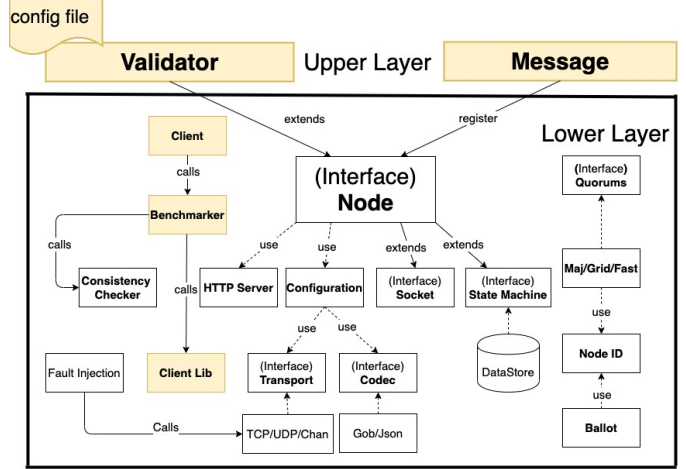 config file
Validator
Upper Layer
Message
extends
register
Lower Layer
Client
calls
(Interface)
Node
(Interface)
Quorums
Benchmarker
calls
use
use
extends
extends
Consistency
Checker
calls
HTTP Server
Configuration
(Interface)
Socket
(Interface)
State Machine
Maj/Grid/Fast
use
use
use
Fault Injection
Client Lib
(Interface)
Transport
(Interface)
Codec
DataStore
Node ID
use
Calls
TCP/UDP/Chan
Gob/Json
Ballot